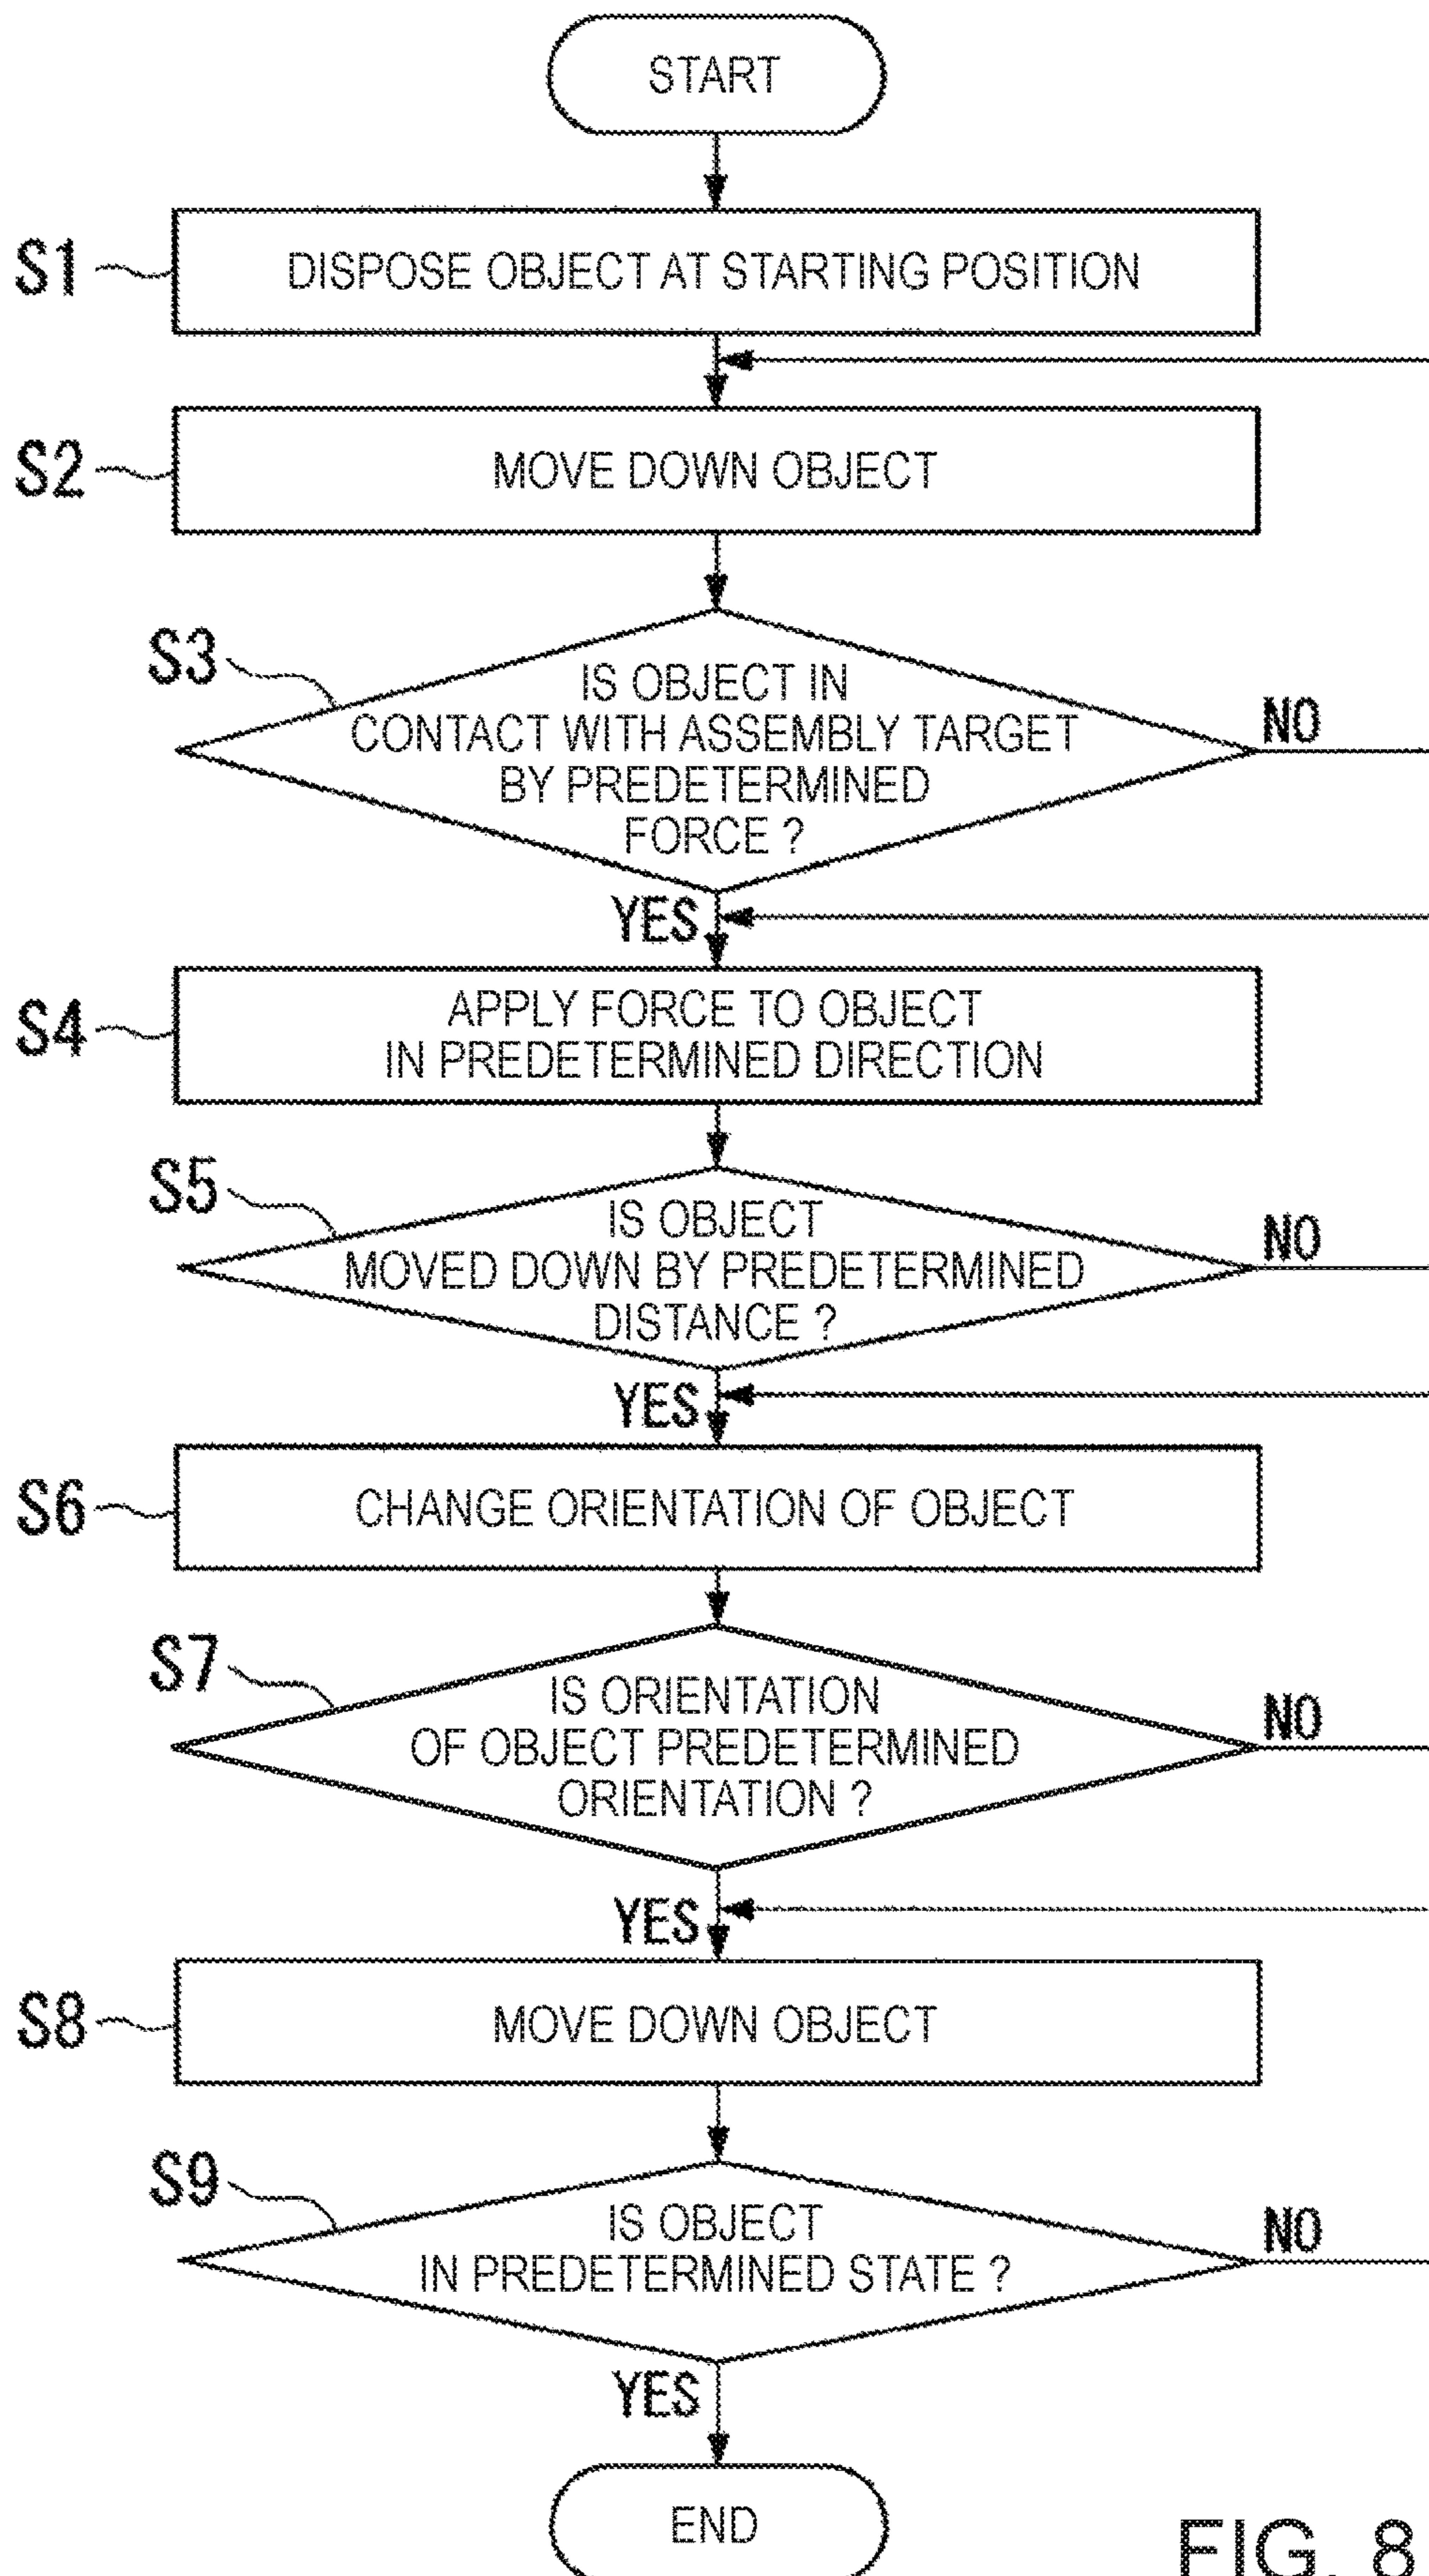 START
S1
DISPOSE OBJECT AT STARTING POSITION
S2
MOVE DOWN OBJECT
S3
IS OBJECT IN
CONTACT WITH ASSEMBLY TARGET
BY PREDETERMINED
FORCE ?
NO
YES
S4
APPLY FORCE TO OBJECT
IN PREDETERMINED DIRECTION
S5
IS OBJECT
MOVED DOWN BY PREDETERMINED
DISTANCE ?
NO
YES
S6
CHANGE ORIENTATION OF OBJECT
S7
IS ORIENTATION
OF OBJECT PREDETERMINED
ORIENTATION ?
NO
YES
S8
MOVE DOWN OBJECT
S9
IS OBJECT
IN PREDETERMINED STATE ?
NO
YES
END
FIG. 8